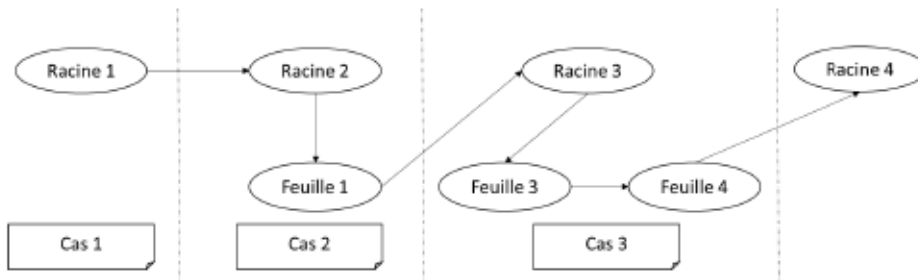 Racine 1
Racine 2
Racine 3
Racine 4
Feuille 1
Feuille 3
Feuille 4
Cas 1
Cas 2
Cas 3